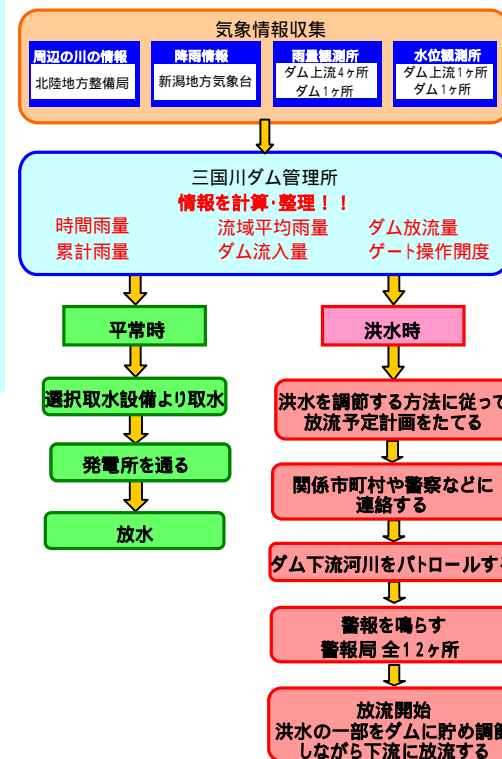 気象情報収集
周辺の川の情報
北陸地方整備局
降雨情報
新潟地方気象台
雨量観測所
ダム上流4ヶ所
ダム1ヶ所
水位観測所
ダム上流1ヶ所
ダム1ヶ所
三国川ダム管理所
情報を計算・整理！！
時間雨量
流域平均雨量
ダム放流量
累計雨量
ダム流入量
ゲート操作開度
平常時
選択取水設備より取水
発電所を通る
放水
洪水時
洪水を調節する方法に従って
放流予定計画をたてる
関係市町村や警察などに
連絡する
ダム下流河川をパトロールする
警報を鳴らす
警報局 全12ヶ所
放流開始
洪水の一部をダムに貯め調節
しながら下流に放流する